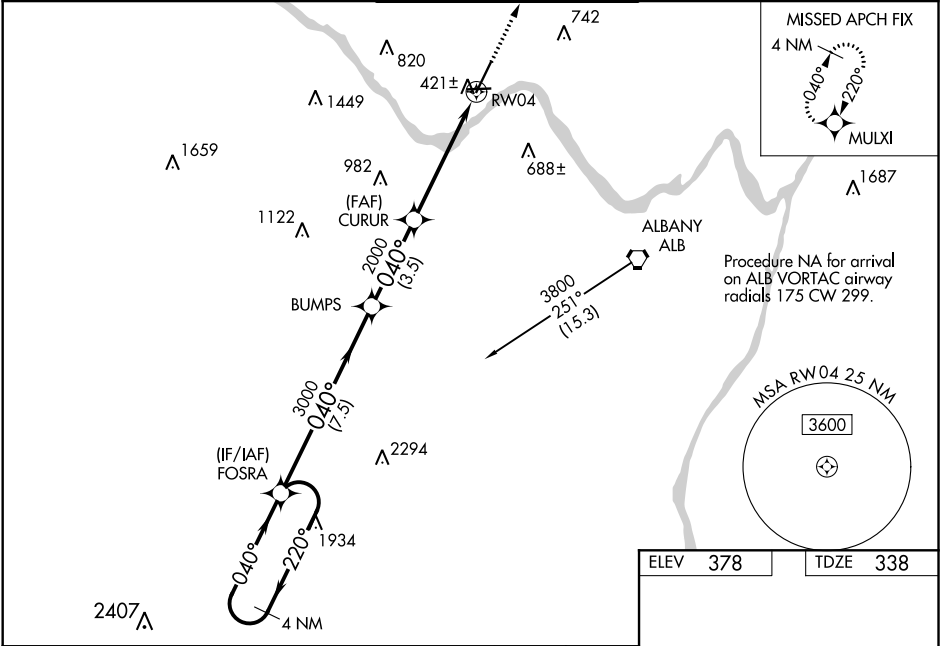 742
820
421±
RW04
1449
1659
982
688±
(FAF)
CURUR
1122
2000
040°
(3.5)
BUMPS
ALBANY
ALB
3800
251°
(15.3)
3000
040°
(7.5)
(IF/IAF)
FOSRA
2294
1934
040°
220°
4 NM
2407
MISSED APCH FIX
4 NM
040°
220°
MULXI
1687
Procedure NA for arrival
on ALB VORTAC airway
radials 175 CW 299.
MSA RW04 25 NM
3600
ELEV 378
TDZE 338